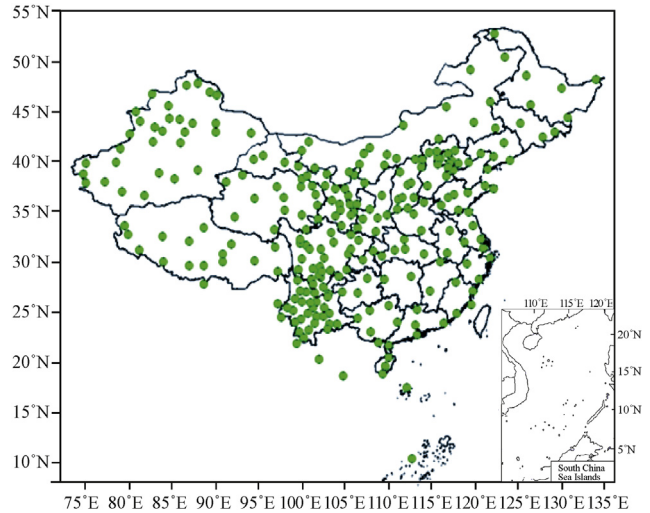 55°N
50°N
45°N
40°N
35°N
30°N
25°N
20°N
15°N
10°N
75°E 80°E 85°E 90°E 95°E 100°E 105°E 110°E 115°E 120°E 125°E 130°E 135°E
110°E 115°E 120°E
20°N
15°N
10°N
5°N
South China
Sea Islands